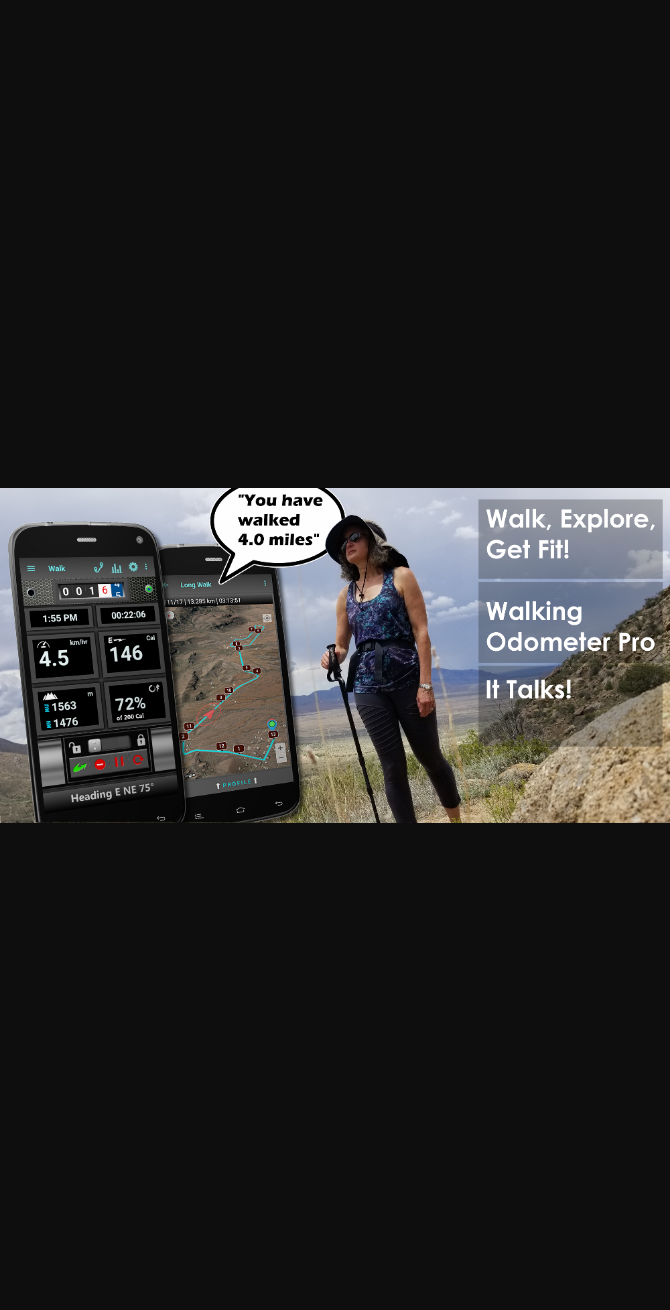 "You have
walked
4.0 miles"
Walk, Explore,
Get Fit!
Walking
Odometer Pro
It Talks!
Walk
0 0 1 6
1:55 PM
00:22:06
km/hr
4.5
Cal
146
m
1563
1476
72%
of 200 Cal
Heading E NE 75°
Long Walk
11/17 | 13.295 km | 03:13:51
↑ PROFILE ↑